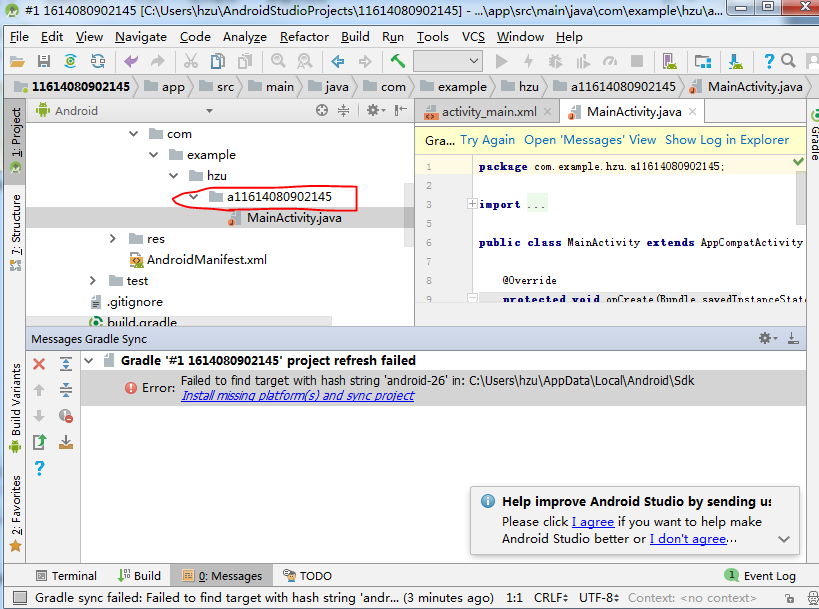 #1 1614080902145 [C:\Users\hzu\AndroidStudioProjects\11614080902145] - ...\app\src\main\java\com\example\hzu\a...
File Edit View Navigate Code Analyze Refactor Build Run Tools VCS Window Help
11614080902145 app src main java com example hzu a11614080902145 MainActivity.java
1: Project
7: Structure
Build Variants
2: Favorites
Android
com
example
hzu
a11614080902145
MainActivity.java
res
AndroidManifest.xml
test
.gitignore
build.gradle
activity_main.xml MainActivity.java
Gra... Try Again Open 'Messages' View Show Log in Explorer
1 package com.example.hzu.a11614080902145;
2
3 import ...
5
6 public class MainActivity extends AppCompatActivity
7
8 @Override
9 protected void onCreate(Bundle savedInstanceState
Gradle
Messages Gradle Sync
Gradle '#1 1614080902145' project refresh failed
Error: Failed to find target with hash string 'android-26' in: C:\Users\hzu\AppData\Local\Android\Sdk
Install missing platform(s) and sync project
Help improve Android Studio by sending us
Please click I agree if you want to help make
Android Studio better or I don't agree...
Terminal Build 0: Messages TODO 1 Event Log
Gradle sync failed: Failed to find target with hash string 'andr... (3 minutes ago) 1:1 CRLF UTF-8 Context: <no context>